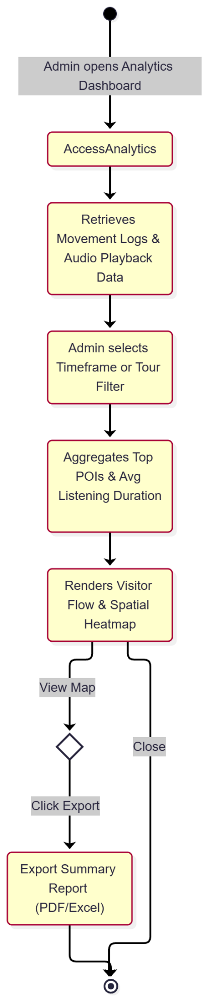 Admin opens Analytics
Dashboard
AccessAnalytics
Retrieves
Movement Logs &
Audio Playback
Data
Admin selects
Timeframe or Tour
Filter
Aggregates Top
POIs & Avg
Listening Duration
Renders Visitor
Flow & Spatial
Heatmap
View Map
Close
Click Export
Export Summary
Report
(PDF/Excel)